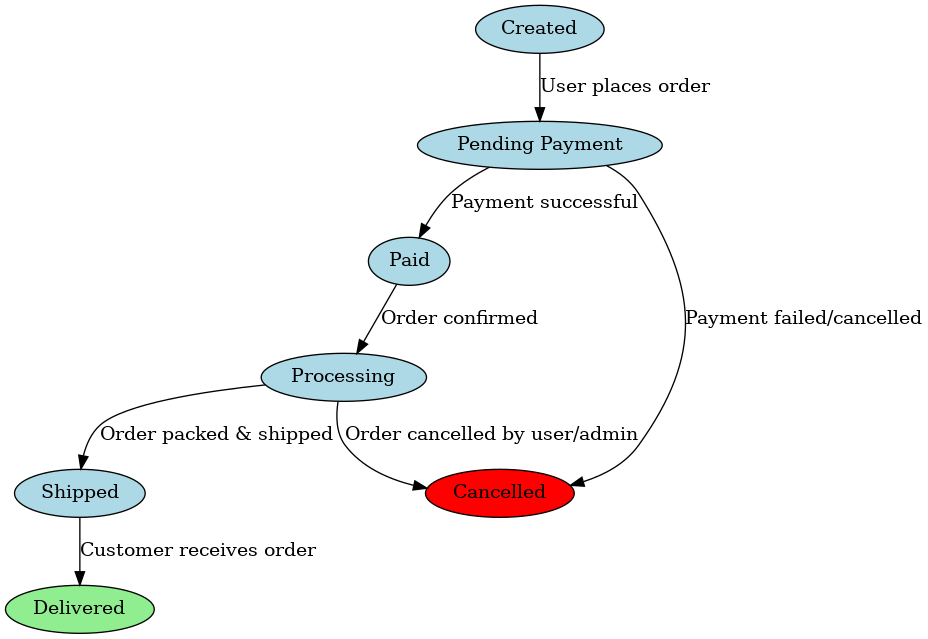 Created
User places order
Pending Payment
Payment successful
Paid
Order confirmed
Payment failed/cancelled
Processing
Order packed & shipped
Order cancelled by user/admin
Shipped
Cancelled
Customer receives order
Delivered